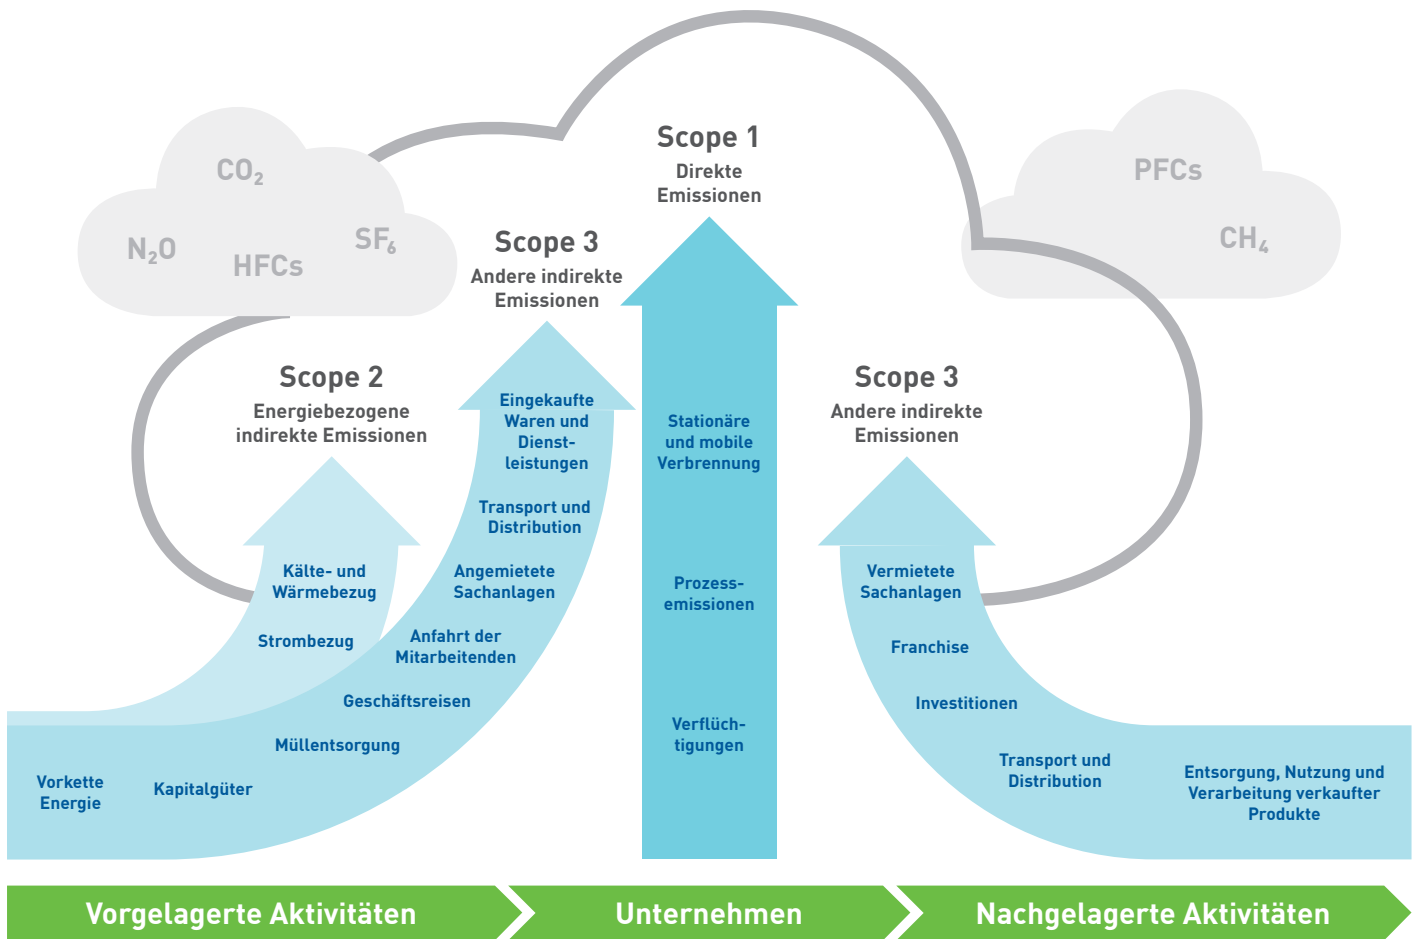 CO₂
N₂O
HFCs
SF₆
PFCs
CH₄
Scope 2
Energiebezogene
indirekte Emissionen
Kälte- und
Wärmebezug
Strombezug
Scope 3
Andere indirekte
Emissionen
Eingekaufte
Waren und
Dienst-
leistungen
Transport und
Distribution
Angemietete
Sachanlagen
Anfahrt der
Mitarbeitenden
Geschäftsreisen
Müllentsorgung
Kapitalgüter
Vorkette
Energie
Scope 1
Direkte
Emissionen
Stationäre
und mobile
Verbrennung
Prozess-
emissionen
Verflüch-
tigungen
Scope 3
Andere indirekte
Emissionen
Vermietete
Sachanlagen
Franchise
Investitionen
Transport und
Distribution
Entsorgung, Nutzung und
Verarbeitung verkaufter
Produkte
Vorgelagerte Aktivitäten
Unternehmen
Nachgelagerte Aktivitäten